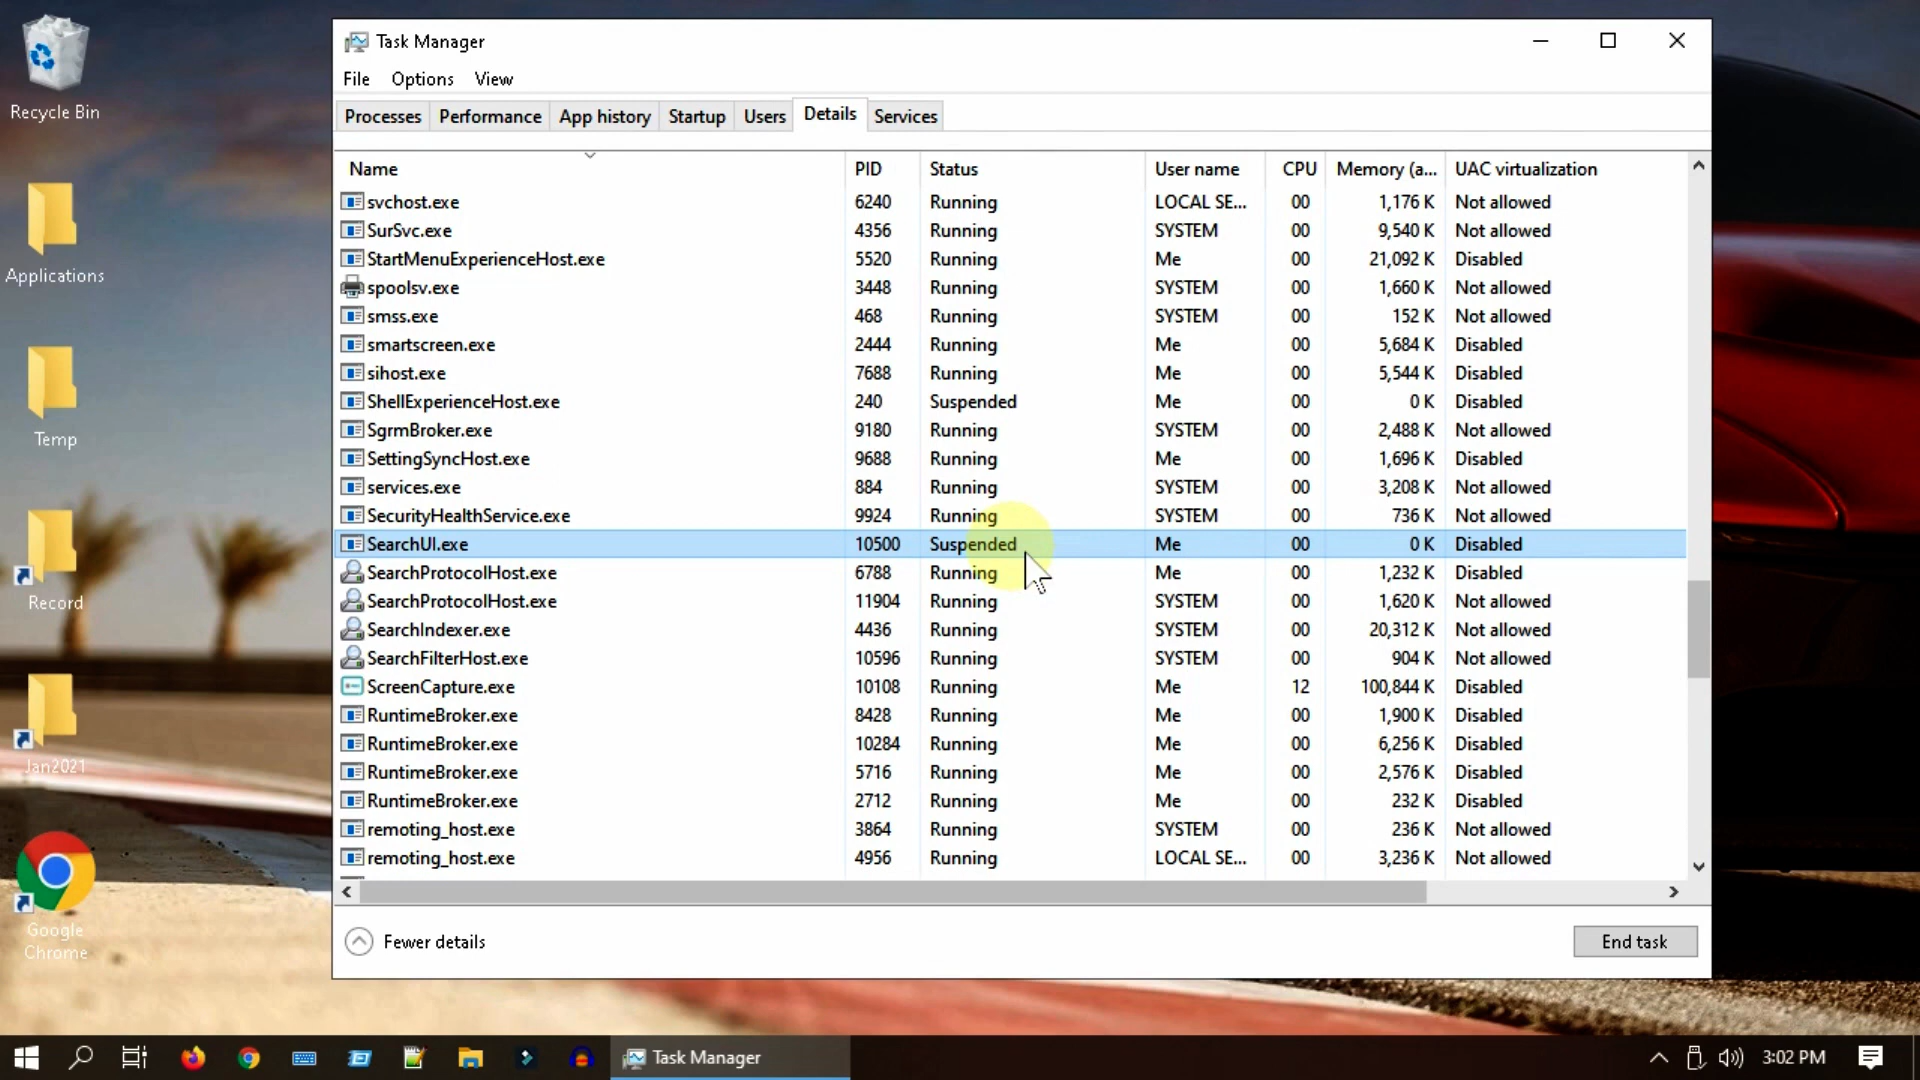 Recycle Bin
Applications
Temp
Record
Jan2021
Google
Chrome
Task Manager
File Options View
Processes Performance App history Startup Users Details Services
Name PID Status User name CPU Memory (a... UAC virtualization
svchost.exe 6240 Running LOCAL SE... 00 1,176 K Not allowed
SurSvc.exe 4356 Running SYSTEM 00 9,540 K Not allowed
StartMenuExperienceHost.exe 5520 Running Me 00 21,092 K Disabled
spoolsv.exe 3448 Running SYSTEM 00 1,660 K Not allowed
smss.exe 468 Running SYSTEM 00 152 K Not allowed
smartscreen.exe 2444 Running Me 00 5,684 K Disabled
sihost.exe 7688 Running Me 00 5,544 K Disabled
ShellExperienceHost.exe 240 Suspended Me 00 0 K Disabled
SgrmBroker.exe 9180 Running SYSTEM 00 2,488 K Not allowed
SettingSyncHost.exe 9688 Running Me 00 1,696 K Disabled
services.exe 884 Running SYSTEM 00 3,208 K Not allowed
SecurityHealthService.exe 9924 Running SYSTEM 00 736 K Not allowed
SearchUI.exe 10500 Suspended Me 00 0 K Disabled
SearchProtocolHost.exe 6788 Running Me 00 1,232 K Disabled
SearchProtocolHost.exe 11904 Running SYSTEM 00 1,620 K Not allowed
SearchIndexer.exe 4436 Running SYSTEM 00 20,312 K Not allowed
SearchFilterHost.exe 10596 Running SYSTEM 00 904 K Not allowed
ScreenCapture.exe 10108 Running Me 12 100,844 K Disabled
RuntimeBroker.exe 8428 Running Me 00 1,900 K Disabled
RuntimeBroker.exe 10284 Running Me 00 6,256 K Disabled
RuntimeBroker.exe 5716 Running Me 00 2,576 K Disabled
RuntimeBroker.exe 2712 Running Me 00 232 K Disabled
remoting_host.exe 3864 Running SYSTEM 00 236 K Not allowed
remoting_host.exe 4956 Running LOCAL SE... 00 3,236 K Not allowed
Fewer details End task
Task Manager 3:02 PM